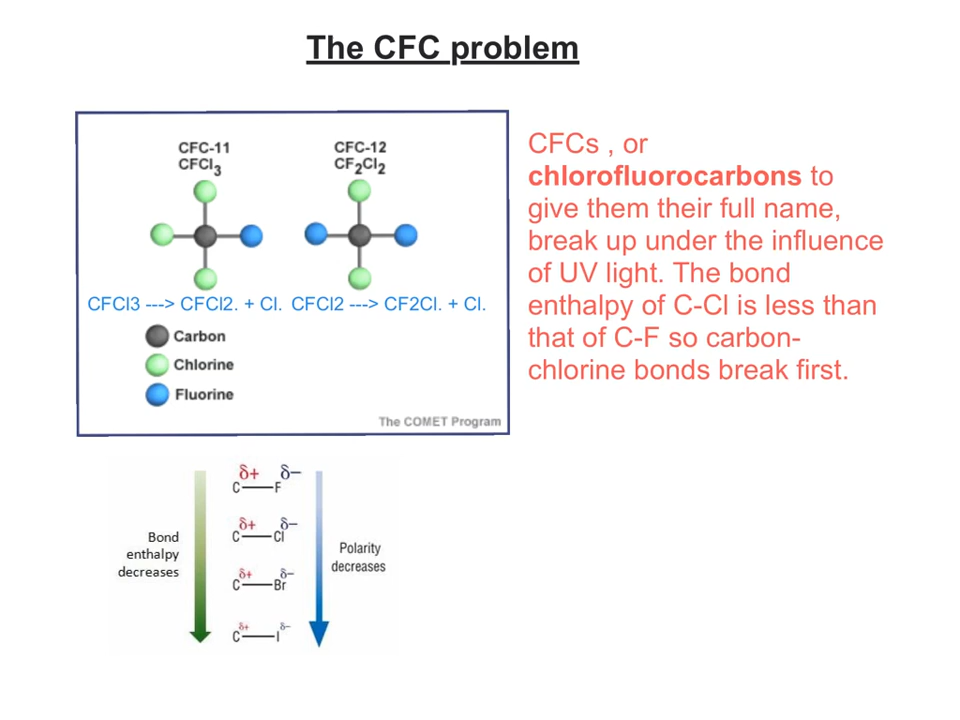 The CFC problem
CFC-11
CFCl₃
CFC-12
CF₂Cl₂
CFCl3 ---> CFCl2. + Cl. CFCl2 ---> CF2Cl. + Cl.
Carbon
Chlorine
Fluorine
The COMET Program
CFCs , or
chlorofluorocarbons to
give them their full name,
break up under the influence
of UV light. The bond
enthalpy of C-Cl is less than
that of C-F so carbon-
chlorine bonds break first.
Bond
enthalpy
decreases
δ+ δ−
C—F
δ+ δ−
C—Cl
δ+ δ−
C—Br
δ+ δ−
C—I
Polarity
decreases